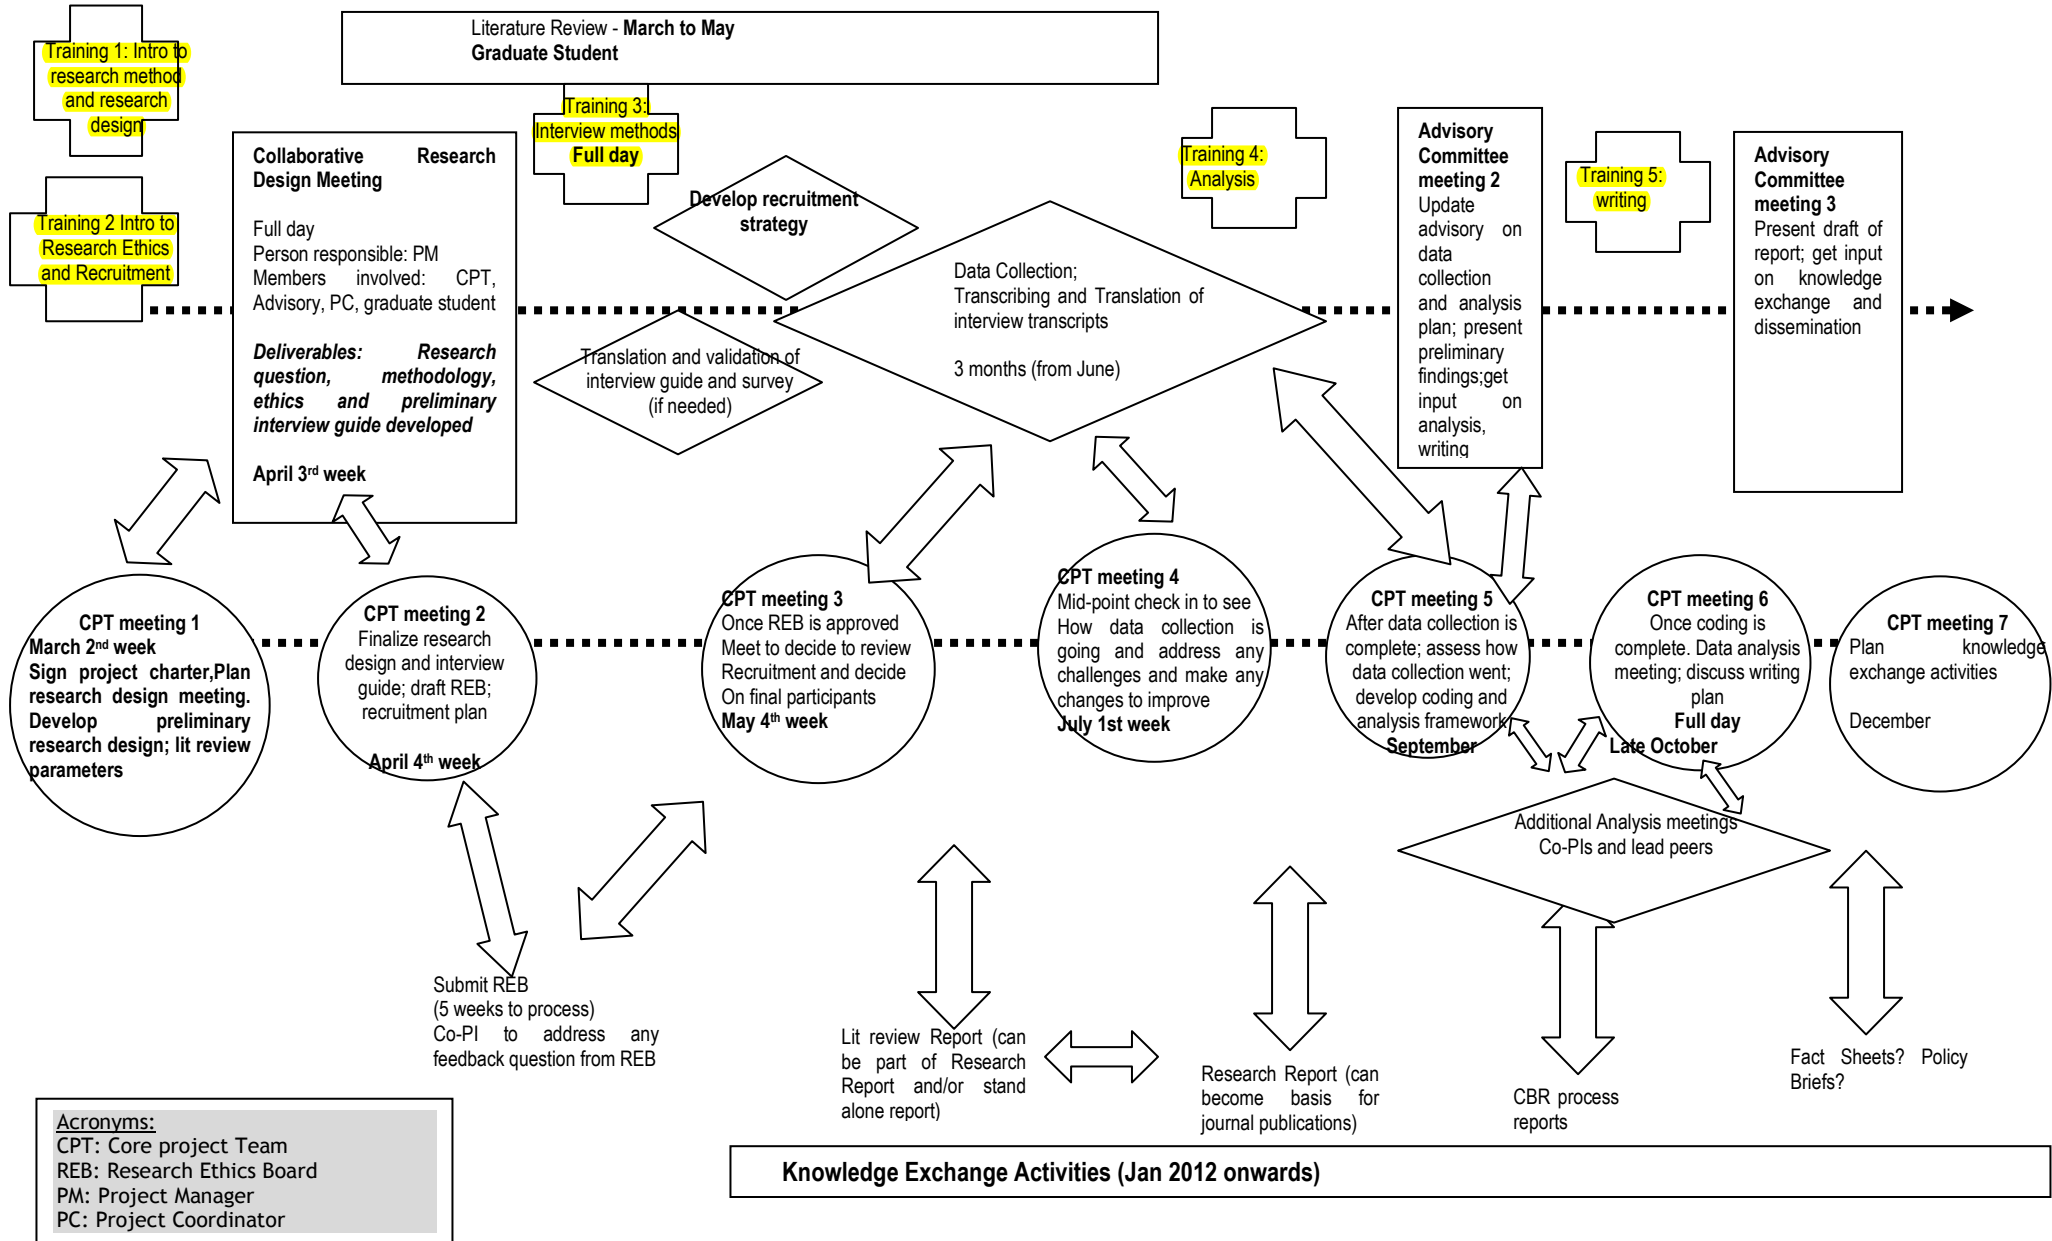 Literature Review - March to May
Graduate Student
Training 1: Intro to
research method
and research
design
Training 2 Intro to
Research Ethics
and Recruitment
Collaborative Research
Design Meeting
Full day
Person responsible: PM
Members involved: CPT,
Advisory, PC, graduate student
Deliverables: Research
question, methodology,
ethics and preliminary
interview guide developed
April 3rd week
Training 3:
Interview methods
Full day
Develop recruitment
strategy
Translation and validation of
interview guide and survey
(if needed)
Data Collection;
Transcribing and Translation of
interview transcripts
3 months (from June)
Training 4:
Analysis
Advisory
Committee
meeting 2
Update
advisory on
data
collection
and analysis
plan; present
preliminary
findings;get
input on
analysis,
writing
Training 5:
writing
Advisory
Committee
meeting 3
Present draft of
report; get input
on knowledge
exchange and
dissemination
CPT meeting 1
March 2nd week
Sign project charter,Plan
research design meeting.
Develop preliminary
research design; lit review
parameters
CPT meeting 2
Finalize research
design and interview
guide; draft REB;
recruitment plan
April 4th week
CPT meeting 3
Once REB is approved
Meet to decide to review
Recruitment and decide
On final participants
May 4th week
CPT meeting 4
Mid-point check in to see
How data collection is
going and address any
challenges and make any
changes to improve
July 1st week
CPT meeting 5
After data collection is
complete; assess how
data collection went;
develop coding and
analysis framework
September
CPT meeting 6
Once coding is
complete. Data analysis
meeting; discuss writing
plan
Full day
Late October
CPT meeting 7
Plan knowledge
exchange activities
December
Additional Analysis meetings
Co-PIs and lead peers
Submit REB
(5 weeks to process)
Co-PI to address any
feedback question from REB
Lit review Report (can
be part of Research
Report and/or stand
alone report)
Research Report (can
become basis for
journal publications)
CBR process
reports
Fact Sheets? Policy
Briefs?
Acronyms:
CPT: Core project Team
REB: Research Ethics Board
PM: Project Manager
PC: Project Coordinator
Knowledge Exchange Activities (Jan 2012 onwards)